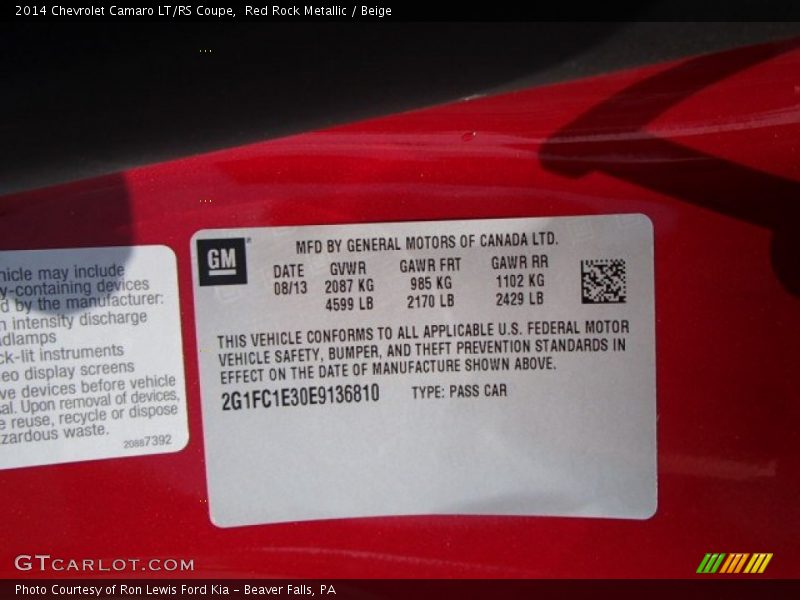 2014 Chevrolet Camaro LT/RS Coupe,  Red Rock Metallic / Beige
hicle may include
y-containing devices
d by the manufacturer:
n intensity discharge
adlamps
ck-lit instruments
eo display screens
ve devices before vehicle
sal. Upon removal of devices,
e reuse, recycle or dispose
zardous waste.
20887392
GM
MFD BY GENERAL MOTORS OF CANADA LTD.
DATE GVWR GAWR FRT GAWR RR
08/13 2087 KG 985 KG 1102 KG
4599 LB 2170 LB 2429 LB
THIS VEHICLE CONFORMS TO ALL APPLICABLE U.S. FEDERAL MOTOR
VEHICLE SAFETY, BUMPER, AND THEFT PREVENTION STANDARDS IN
EFFECT ON THE DATE OF MANUFACTURE SHOWN ABOVE.
2G1FC1E30E9136810 TYPE: PASS CAR
GTCARLOT.COM
Photo Courtesy of Ron Lewis Ford Kia - Beaver Falls, PA